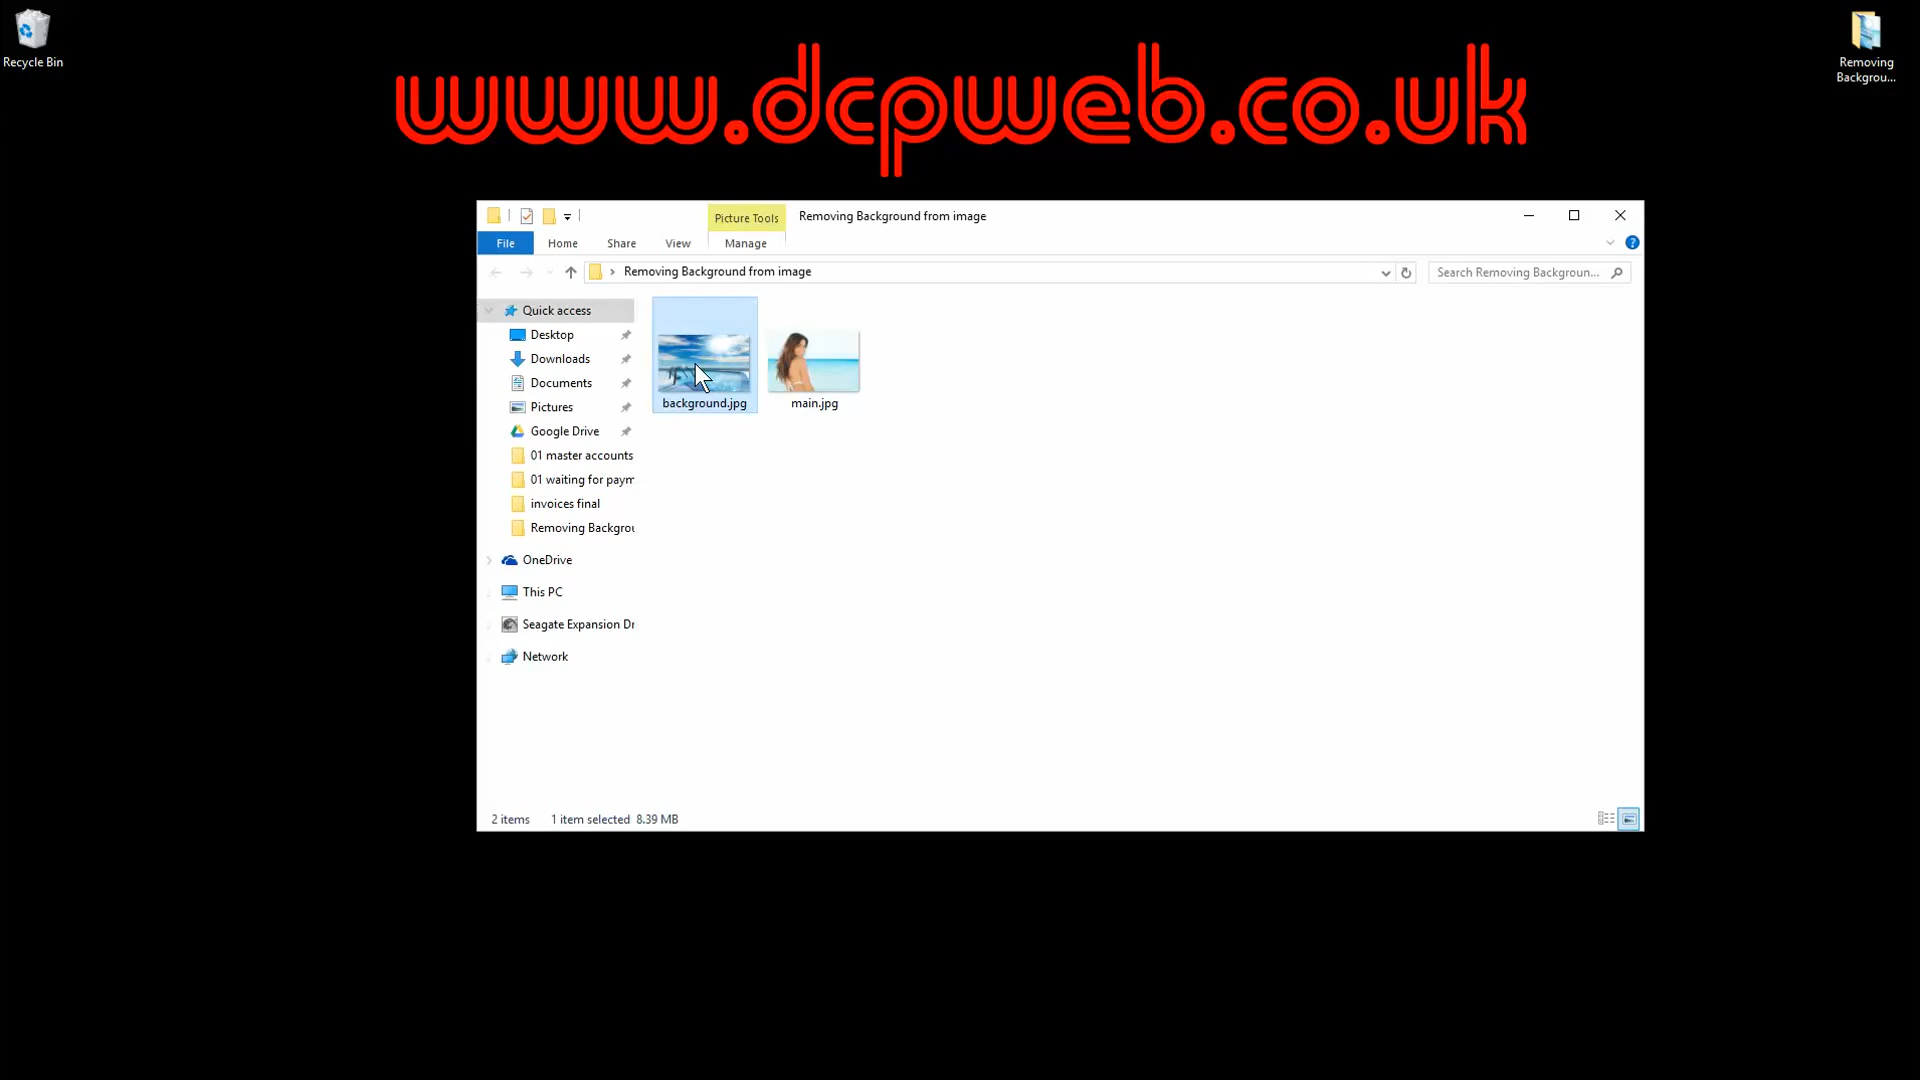 Recycle Bin
Removing
Backgrou...
www.dcpweb.co.uk
Picture Tools
Removing Background from image
File
Home
Share
View
Manage
Removing Background from image
Search Removing Backgroun...
Quick access
Desktop
Downloads
Documents
Pictures
Google Drive
01 master accounts
01 waiting for paym
invoices final
Removing Backgrou
OneDrive
This PC
Seagate Expansion Dr
Network
background.jpg
main.jpg
2 items
1 item selected 8.39 MB